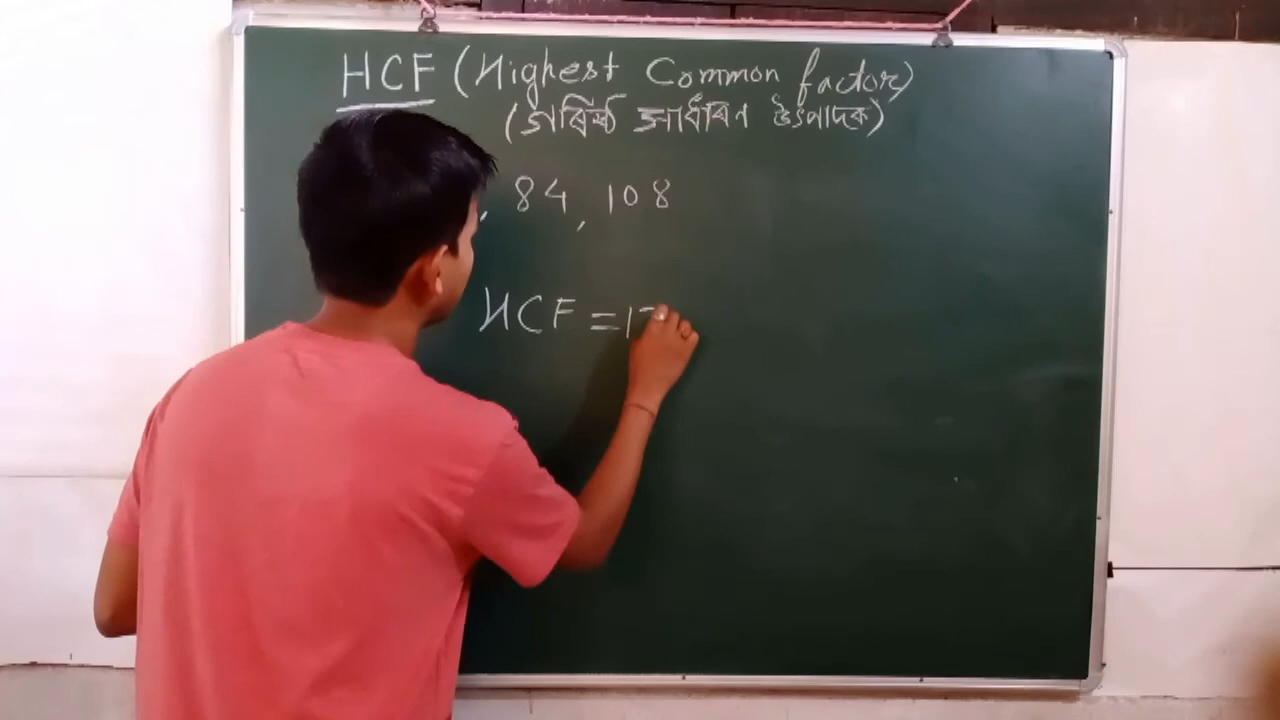 HCF (Highest Common factor)
(গৰিষ্ঠ সাধাৰণ উৎপাদক)
, 84, 108
HCF = 1